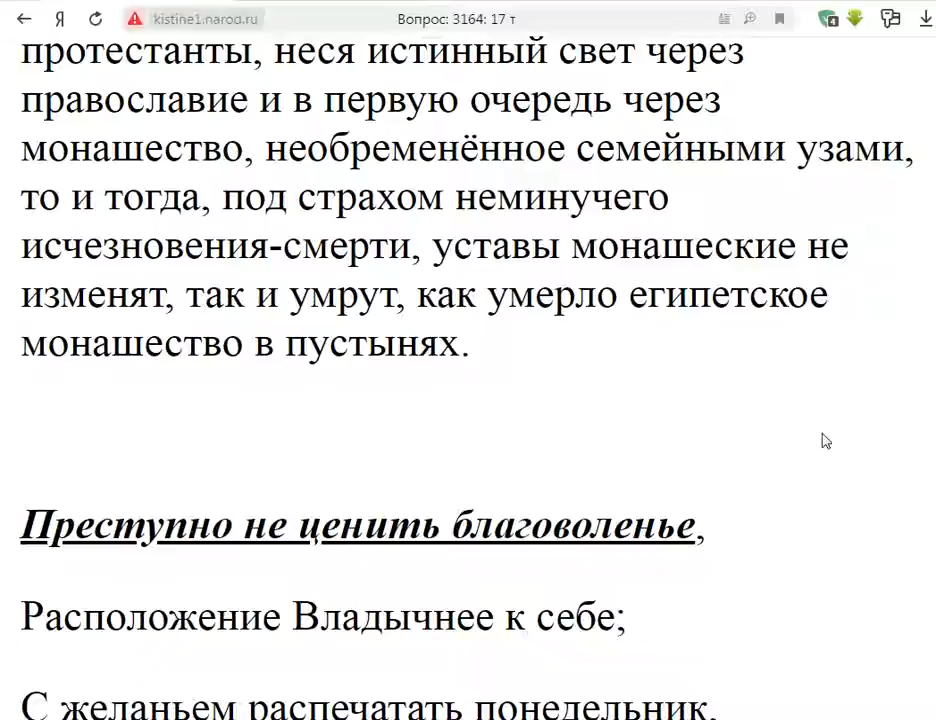 kistine1.narod.ru
Вопрос: 3164: 17 т
4
протестанты, неся истинный свет через
православие и в первую очередь через
монашество, необременённое семейными узами,
то и тогда, под страхом неминучего
исчезновения-смерти, уставы монашеские не
изменят, так и умрут, как умерло египетское
монашество в пустынях.
Преступно не ценить благоволенье,
Расположение Владычнее к себе;
С желаньем распечатать понедельник,